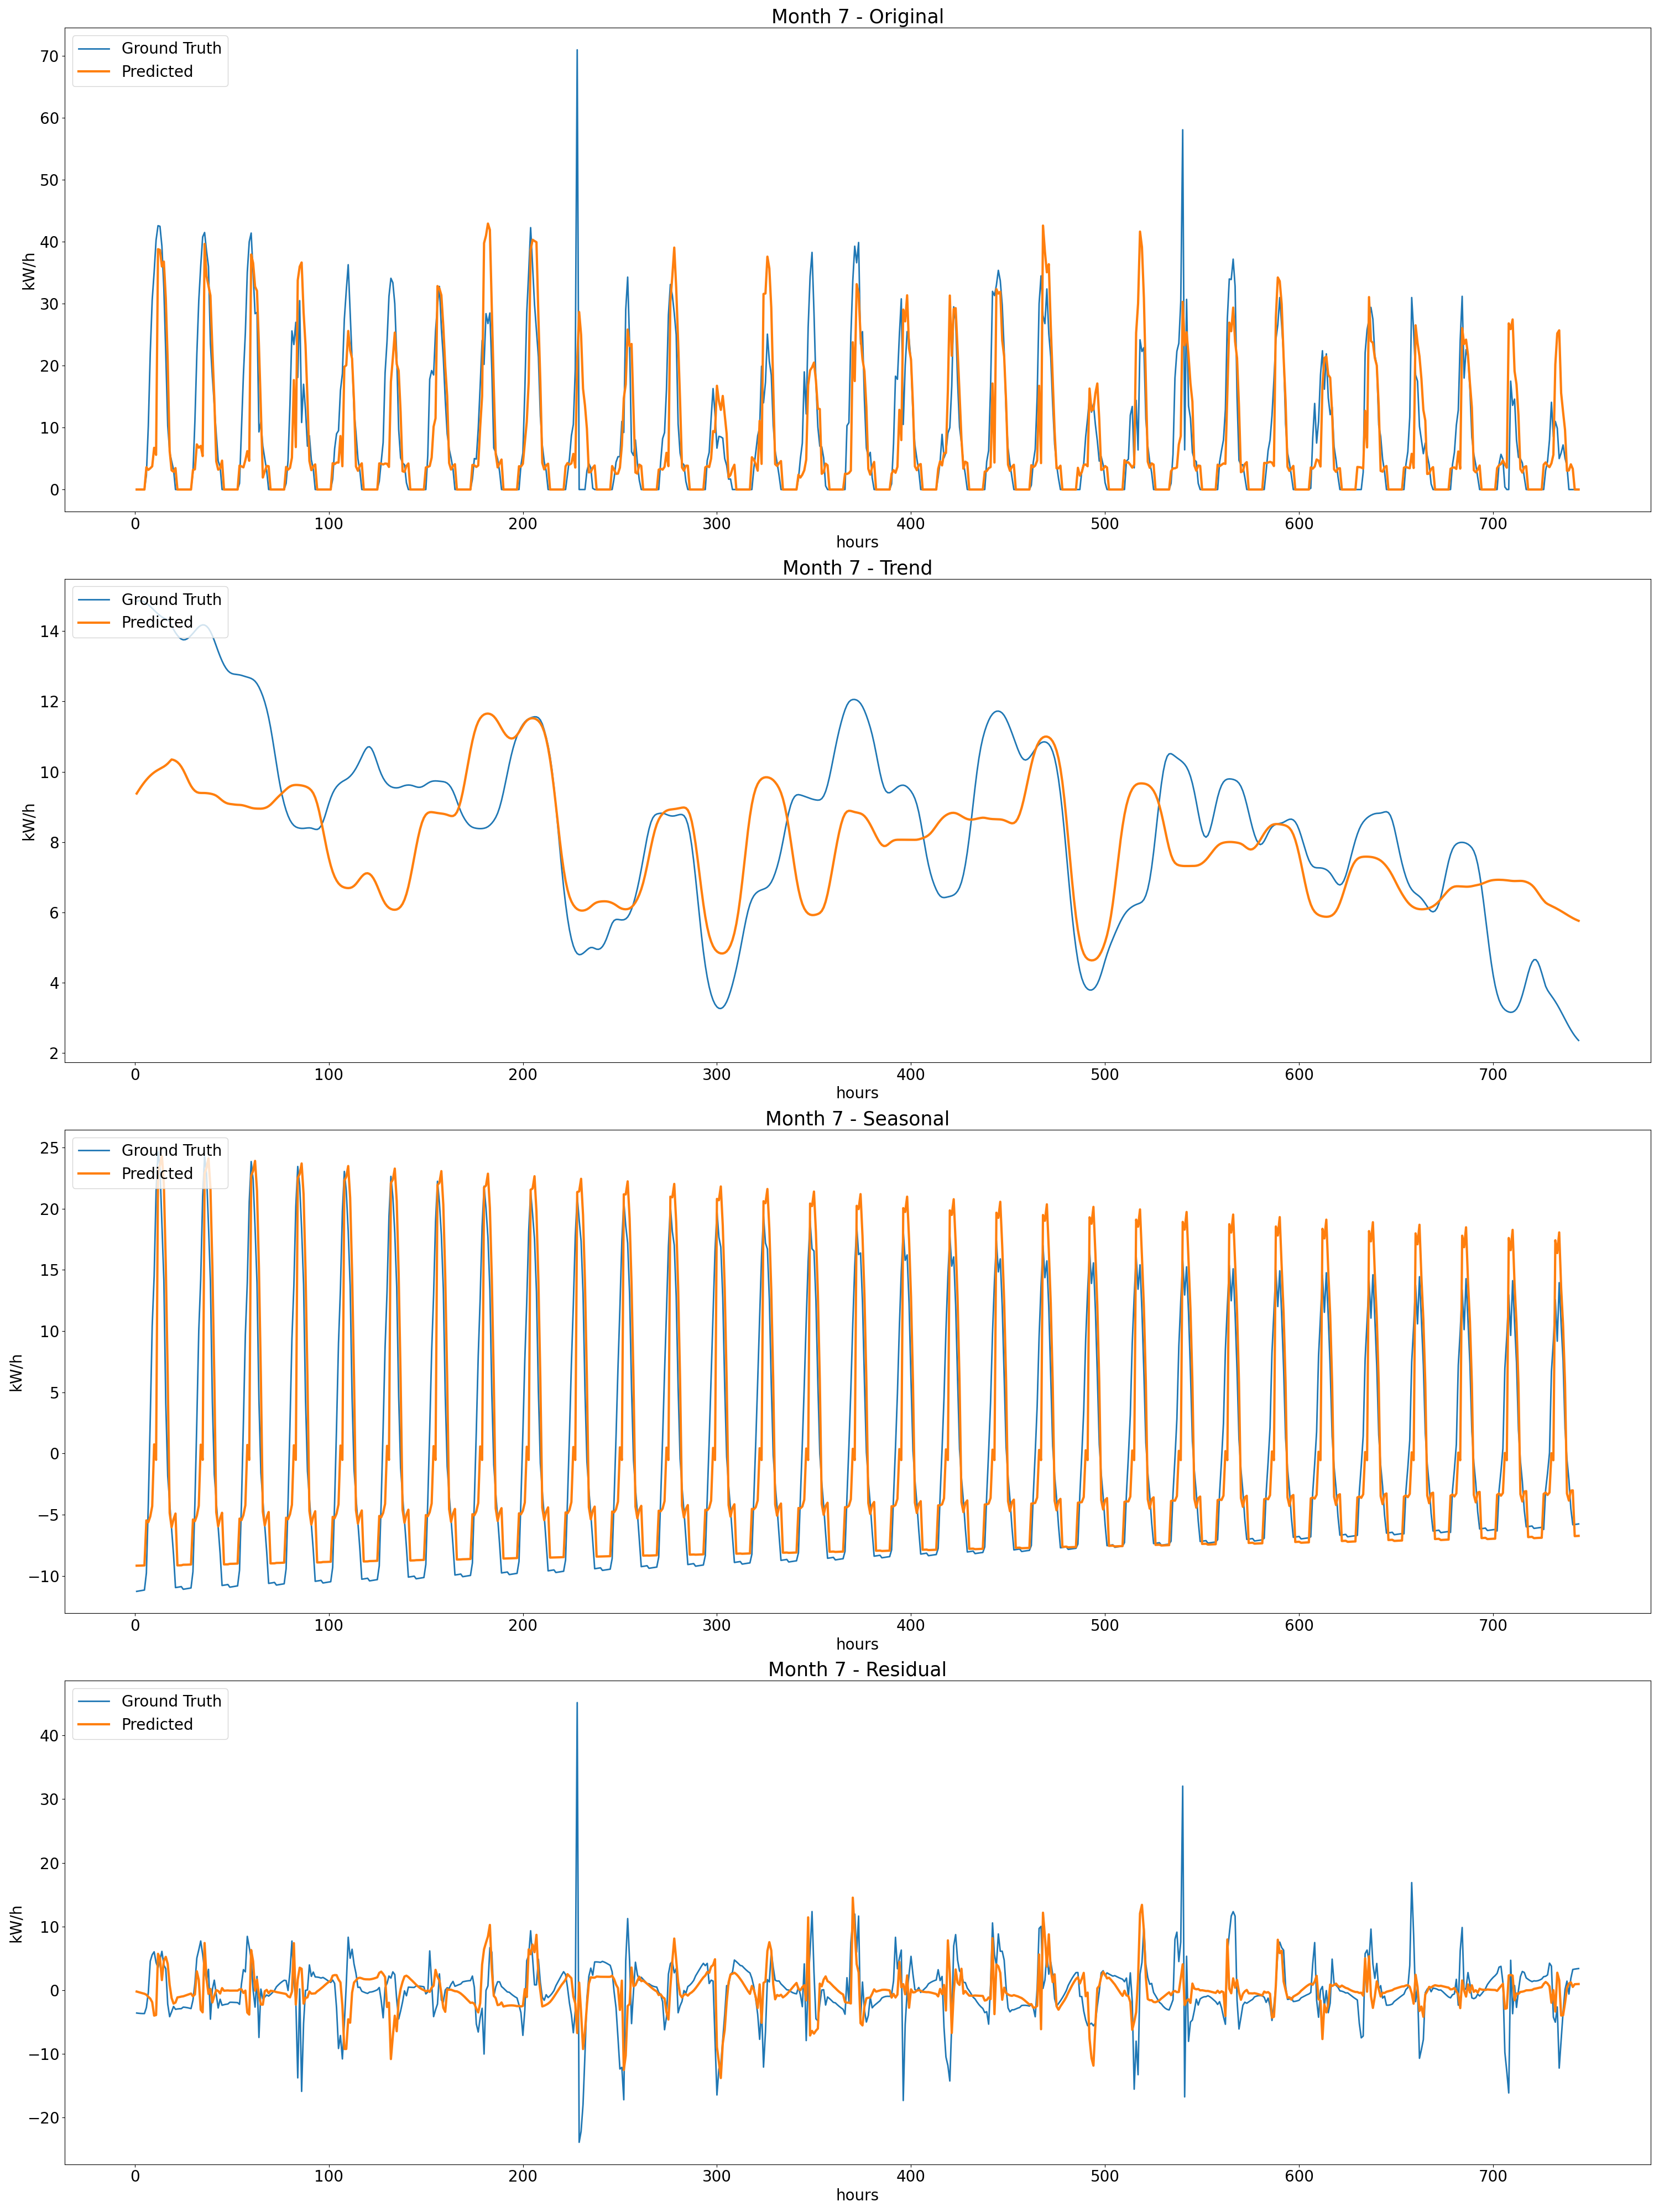 Month 7 - Original
Ground Truth
Predicted
kW/h
70
60
50
40
30
20
10
0
0 100 200 300 400 500 600 700
hours
Month 7 - Trend
Ground Truth
Predicted
kW/h
14
12
10
8
6
4
2
0 100 200 300 400 500 600 700
hours
Month 7 - Seasonal
Ground Truth
Predicted
kW/h
25
20
15
10
5
0
−5
−10
0 100 200 300 400 500 600 700
hours
Month 7 - Residual
Ground Truth
Predicted
kW/h
40
30
20
10
0
−10
−20
0 100 200 300 400 500 600 700
hours